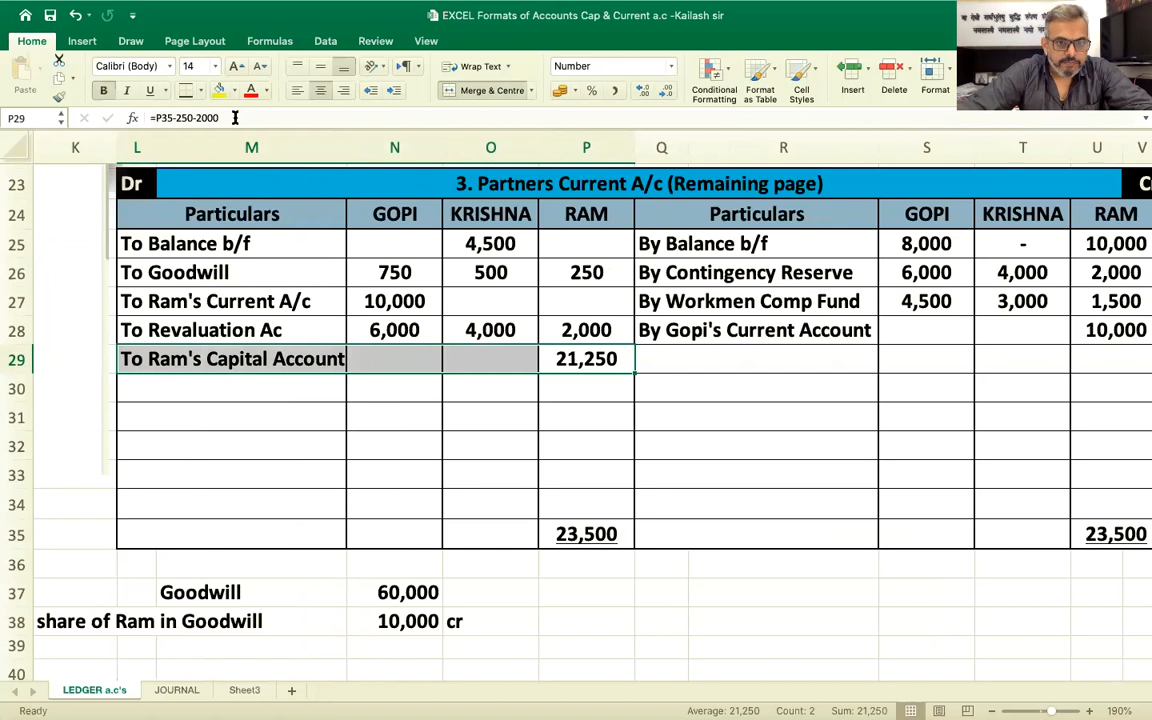 EXCEL Formats of Accounts Cap & Current a.c -Kailash sir
Home Insert Draw Page Layout Formulas Data Review View
Paste Calibri (Body) 14 A A Wrap Text Number Conditional Formatting Format as Table Cell Styles Insert Delete Format
B I U A Merge & Centre %
P29 fx =P35-250-2000
K L M N O P Q R S T U V
23 Dr 3. Partners Current A/c (Remaining page) C
24 Particulars GOPI KRISHNA RAM Particulars GOPI KRISHNA RAM
25 To Balance b/f 4,500 By Balance b/f 8,000 - 10,000
26 To Goodwill 750 500 250 By Contingency Reserve 6,000 4,000 2,000
27 To Ram's Current A/c 10,000 By Workmen Comp Fund 4,500 3,000 1,500
28 To Revaluation Ac 6,000 4,000 2,000 By Gopi's Current Account 10,000
29 To Ram's Capital Account 21,250
30
31
32
33
34
35 23,500 23,500
36
37 Goodwill 60,000
38 share of Ram in Goodwill 10,000 cr
39
40
LEDGER a.c's JOURNAL Sheet3 +
Ready Average: 21,250 Count: 2 Sum: 21,250 190%